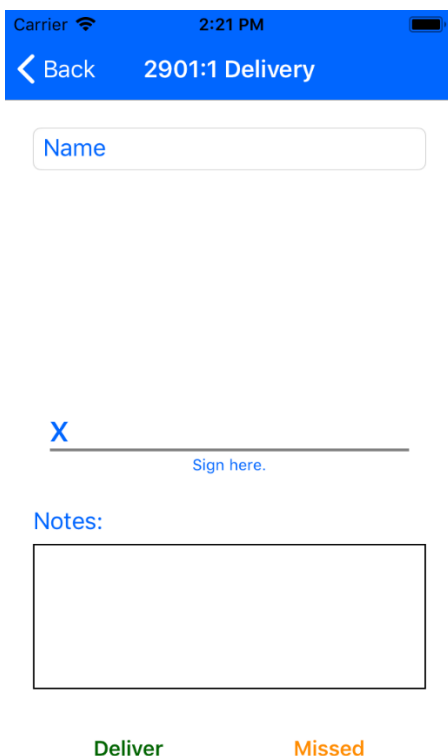 Carrier 2:21 PM
Back 2901:1 Delivery
Name
X
Sign here.
Notes:
Deliver Missed